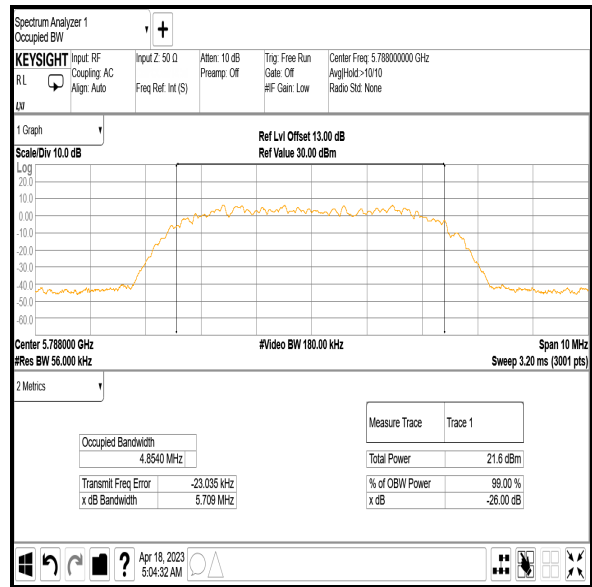 Spectrum Analyzer 1
Occupied BW
KEYSIGHT
RL
LXI
Input: RF
Coupling: AC
Align: Auto
Input Z: 50 Ω
Freq Ref: Int (S)
Atten: 10 dB
Preamp: Off
Trig: Free Run
Gate: Off
#IF Gain: Low
Center Freq: 5.788000000 GHz
Avg|Hold:>10/10
Radio Std: None
1 Graph
Scale/Div 10.0 dB
Ref Lvl Offset 13.00 dB
Ref Value 30.00 dBm
Log
20.0
10.0
0.00
-10.0
-20.0
-30.0
-40.0
-50.0
-60.0
Center 5.788000 GHz
#Res BW 56.000 kHz
#Video BW 180.00 kHz
Span 10 MHz
Sweep 3.20 ms (3001 pts)
2 Metrics
Occupied Bandwidth
4.8540 MHz
Transmit Freq Error -23.035 kHz
x dB Bandwidth 5.709 MHz
Measure Trace Trace 1
Total Power 21.6 dBm
% of OBW Power 99.00 %
x dB -26.00 dB
?
Apr 18, 2023
5:04:32 AM